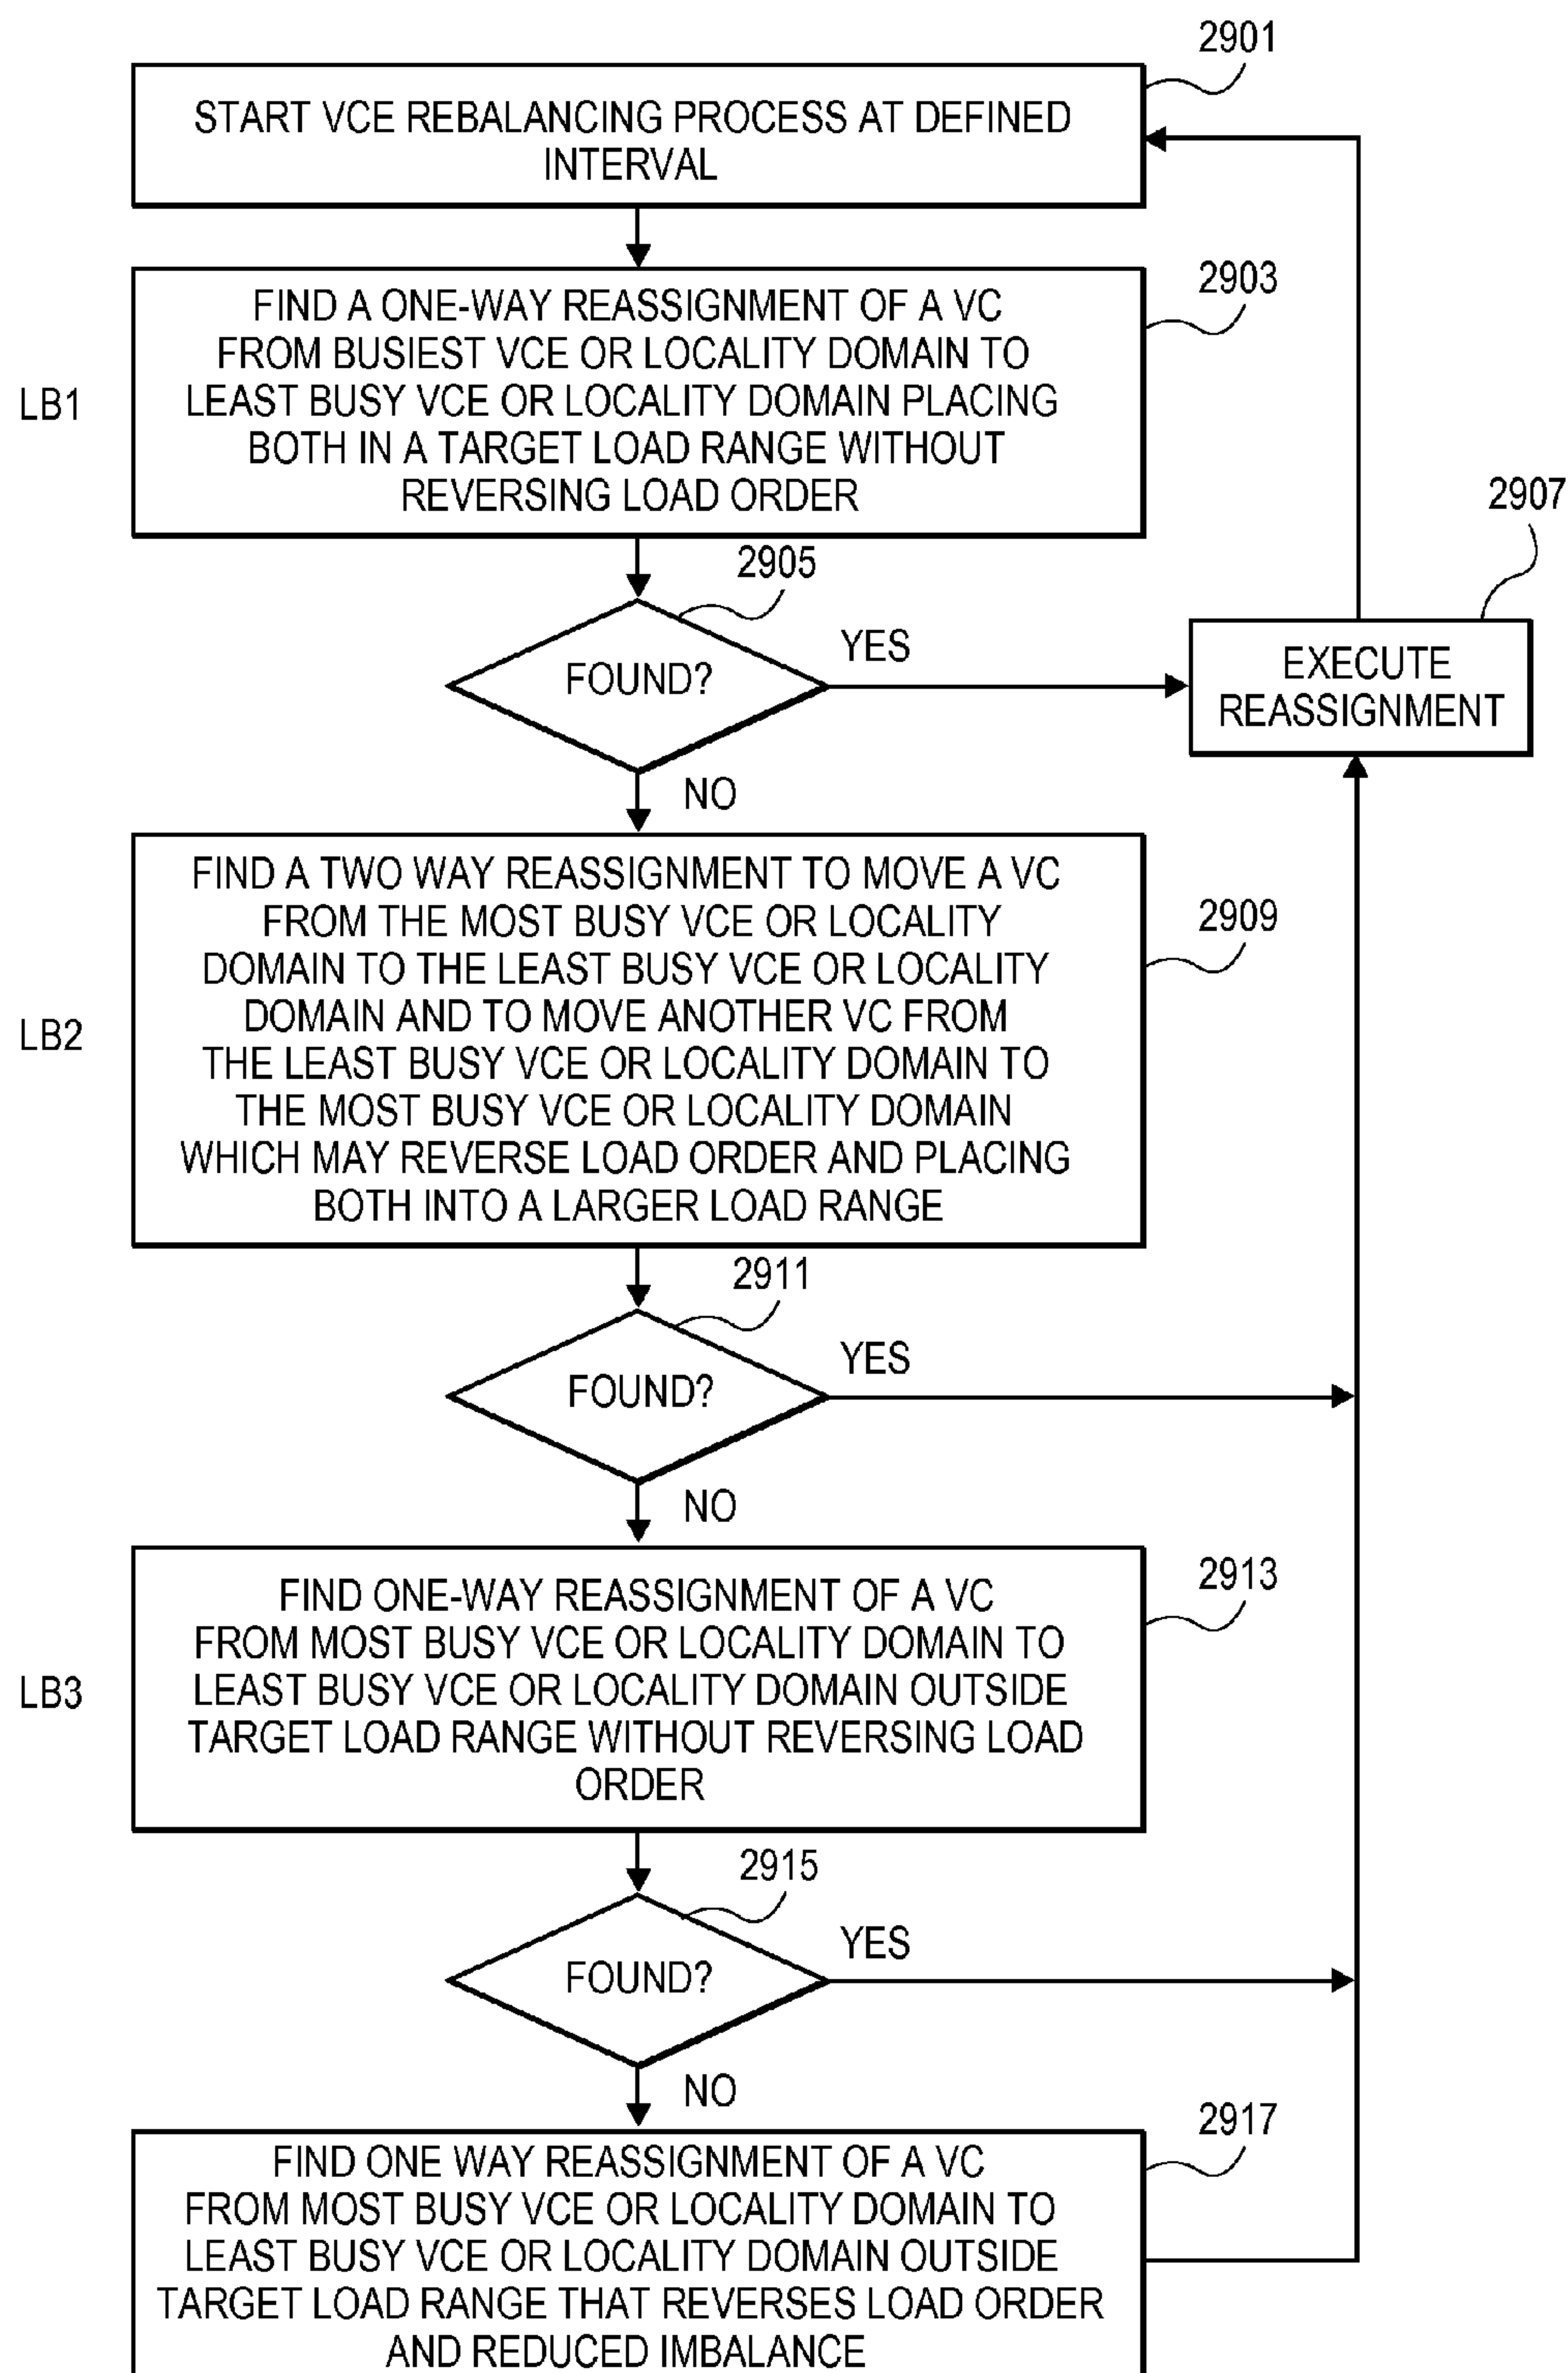 2901
START VCE REBALANCING PROCESS AT DEFINED
INTERVAL
2903
FIND A ONE-WAY REASSIGNMENT OF A VC
FROM BUSIEST VCE OR LOCALITY DOMAIN TO
LEAST BUSY VCE OR LOCALITY DOMAIN PLACING
BOTH IN A TARGET LOAD RANGE WITHOUT
REVERSING LOAD ORDER
LB1
2905
FOUND?
YES
2907
EXECUTE
REASSIGNMENT
NO
FIND A TWO WAY REASSIGNMENT TO MOVE A VC
FROM THE MOST BUSY VCE OR LOCALITY
DOMAIN TO THE LEAST BUSY VCE OR LOCALITY
DOMAIN AND TO MOVE ANOTHER VC FROM
THE LEAST BUSY VCE OR LOCALITY DOMAIN TO
THE MOST BUSY VCE OR LOCALITY DOMAIN
WHICH MAY REVERSE LOAD ORDER AND PLACING
BOTH INTO A LARGER LOAD RANGE
2909
LB2
2911
FOUND?
YES
NO
FIND ONE-WAY REASSIGNMENT OF A VC
FROM MOST BUSY VCE OR LOCALITY DOMAIN TO
LEAST BUSY VCE OR LOCALITY DOMAIN OUTSIDE
TARGET LOAD RANGE WITHOUT REVERSING LOAD
ORDER
2913
LB3
2915
FOUND?
YES
NO
2917
FIND ONE WAY REASSIGNMENT OF A VC
FROM MOST BUSY VCE OR LOCALITY DOMAIN TO
LEAST BUSY VCE OR LOCALITY DOMAIN OUTSIDE
TARGET LOAD RANGE THAT REVERSES LOAD ORDER
AND REDUCED IMBALANCE